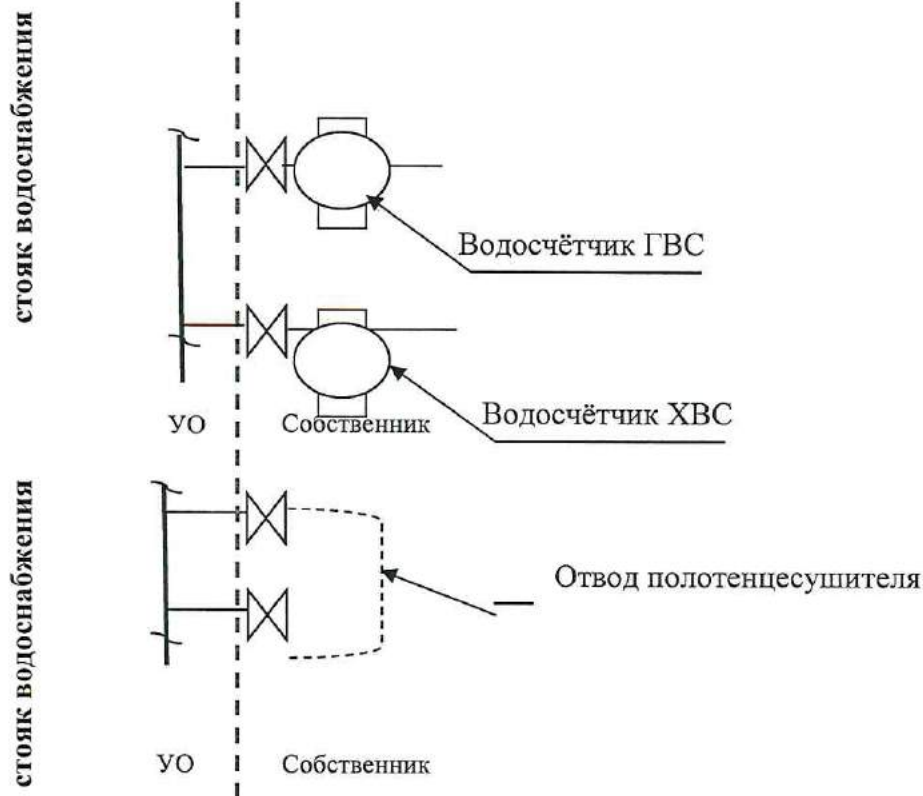 стояк водоснабжения
Водосчётчик ГВС
Водосчётчик ХВС
УО
Собственник
стояк водоснабжения
Отвод полотенцесушителя
УО
Собственник